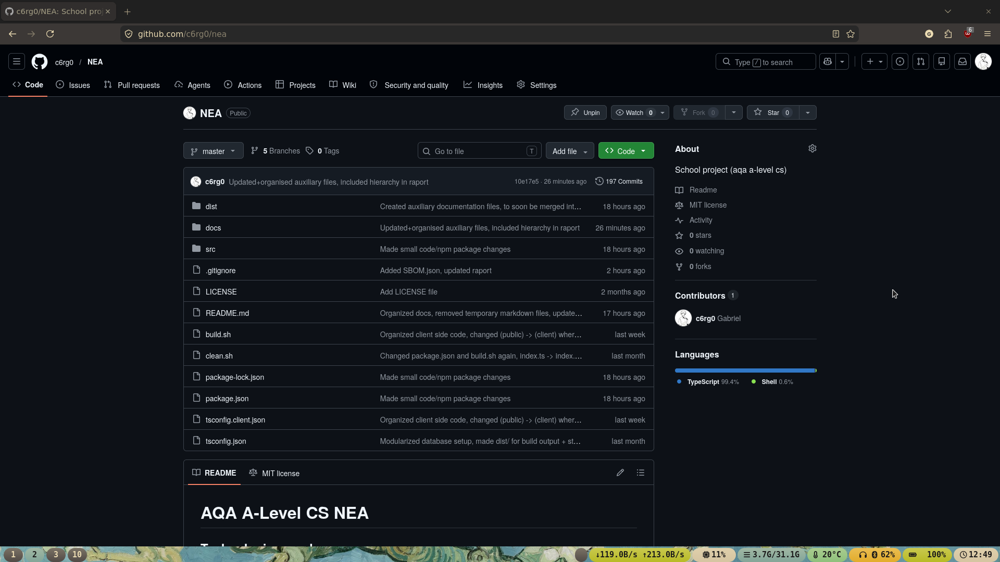 c6rg0/NEA: School pro
github.com/c6rg0/nea
6
c6rg0 / NEA
Type / to search
Code Issues Pull requests Agents Actions Projects Wiki Security and quality Insights Settings
NEA Public
Unpin Watch 0 Fork 0 Star 0
master 5 Branches 0 Tags
Go to file T Add file Code
c6rg0 Updated+organised auxiliary files, included hierarchy in raport 10e17e5 · 26 minutes ago 197 Commits
dist Created auxiliary documentation files, to soon be merged int… 18 hours ago
docs Updated+organised auxiliary files, included hierarchy in raport 26 minutes ago
src Made small code/npm package changes 18 hours ago
.gitignore Added SBOM.json, updated raport 2 hours ago
LICENSE Add LICENSE file 2 months ago
README.md Organized docs, removed temporary markdown files, update… 17 hours ago
build.sh Organized client side code, changed (public) -> (client) wher… last week
clean.sh Changed package.json and build.sh again, index.ts -> index.… last month
package-lock.json Made small code/npm package changes 18 hours ago
package.json Made small code/npm package changes 18 hours ago
tsconfig.client.json Organized client side code, changed (public) -> (client) wher… last week
tsconfig.json Modularized database setup, made dist/ for build output + st… last month
README MIT license
AQA A-Level CS NEA
About
School project (aqa a-level cs)
Readme
MIT license
Activity
0 stars
0 watching
0 forks
Contributors 1
c6rg0 Gabriel
Languages
TypeScript 99.4% Shell 0.6%
1 2 3 10
↓119.0B/s ↑213.0B/s 11% 3.7G/31.1G 20°C 62% 100% 12:49